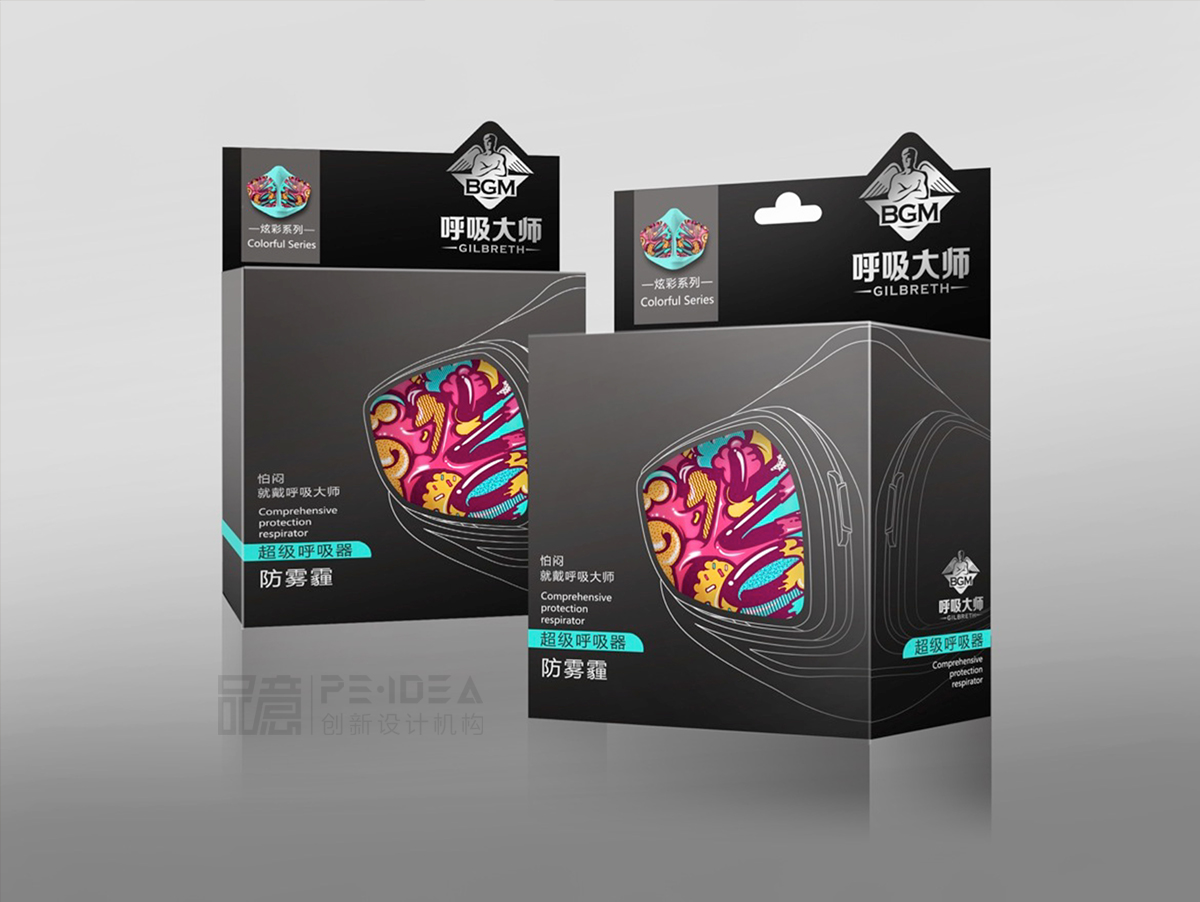 炫彩系列
Colorful Series
BGM
呼吸大师
GILBRETH
怕闷
就戴呼吸大师
Comprehensive
protection
respirator
超级呼吸器
防雾霾
炫彩系列
Colorful Series
BGM
呼吸大师
GILBRETH
怕闷
就戴呼吸大师
Comprehensive
protection
respirator
超级呼吸器
防雾霾
BGM
呼吸大师
GILBRETH
超级呼吸器
Comprehensive
protection
respirator
品意 PE·IDEA
创新设计机构